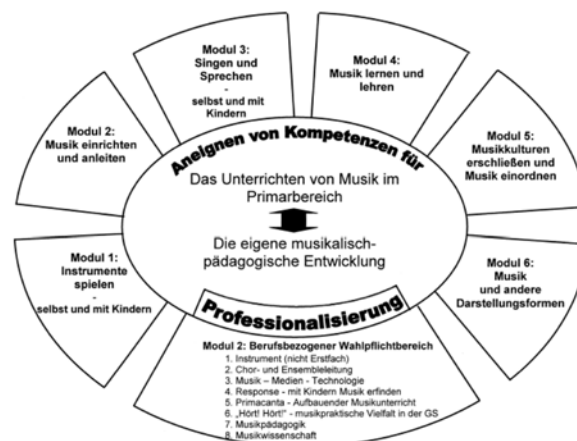 Modul 3:
Singen und
Sprechen
-
selbst und mit
Kindern
Modul 4:
Musik lernen und
lehren
Modul 2:
Musik einrichten
und anleiten
Modul 5:
Musikkulturen
erschließen und
Musik einordnen
Aneignen von Kompetenzen für
Das Unterrichten von Musik im
Primarbereich
Die eigene musikalisch-
pädagogische Entwicklung
Modul 1:
Instrumente
spielen
-
selbst und mit Kindern
Modul 6:
Musik
und andere
Darstellungsformen
Professionalisierung
Modul 2: Berufsbezogener Wahlpflichtbereich
1. Instrument (nicht Erstfach)
2. Chor- und Ensembleleitung
3. Musik – Medien - Technologie
4. Response - mit Kindern Musik erfinden
5. Primacanta - Aufbauender Musikunterricht
6. „Hört! Hört!“ - musikpraktische Vielfalt in der GS
7. Musikpädagogik
8. Musikwissenschaft